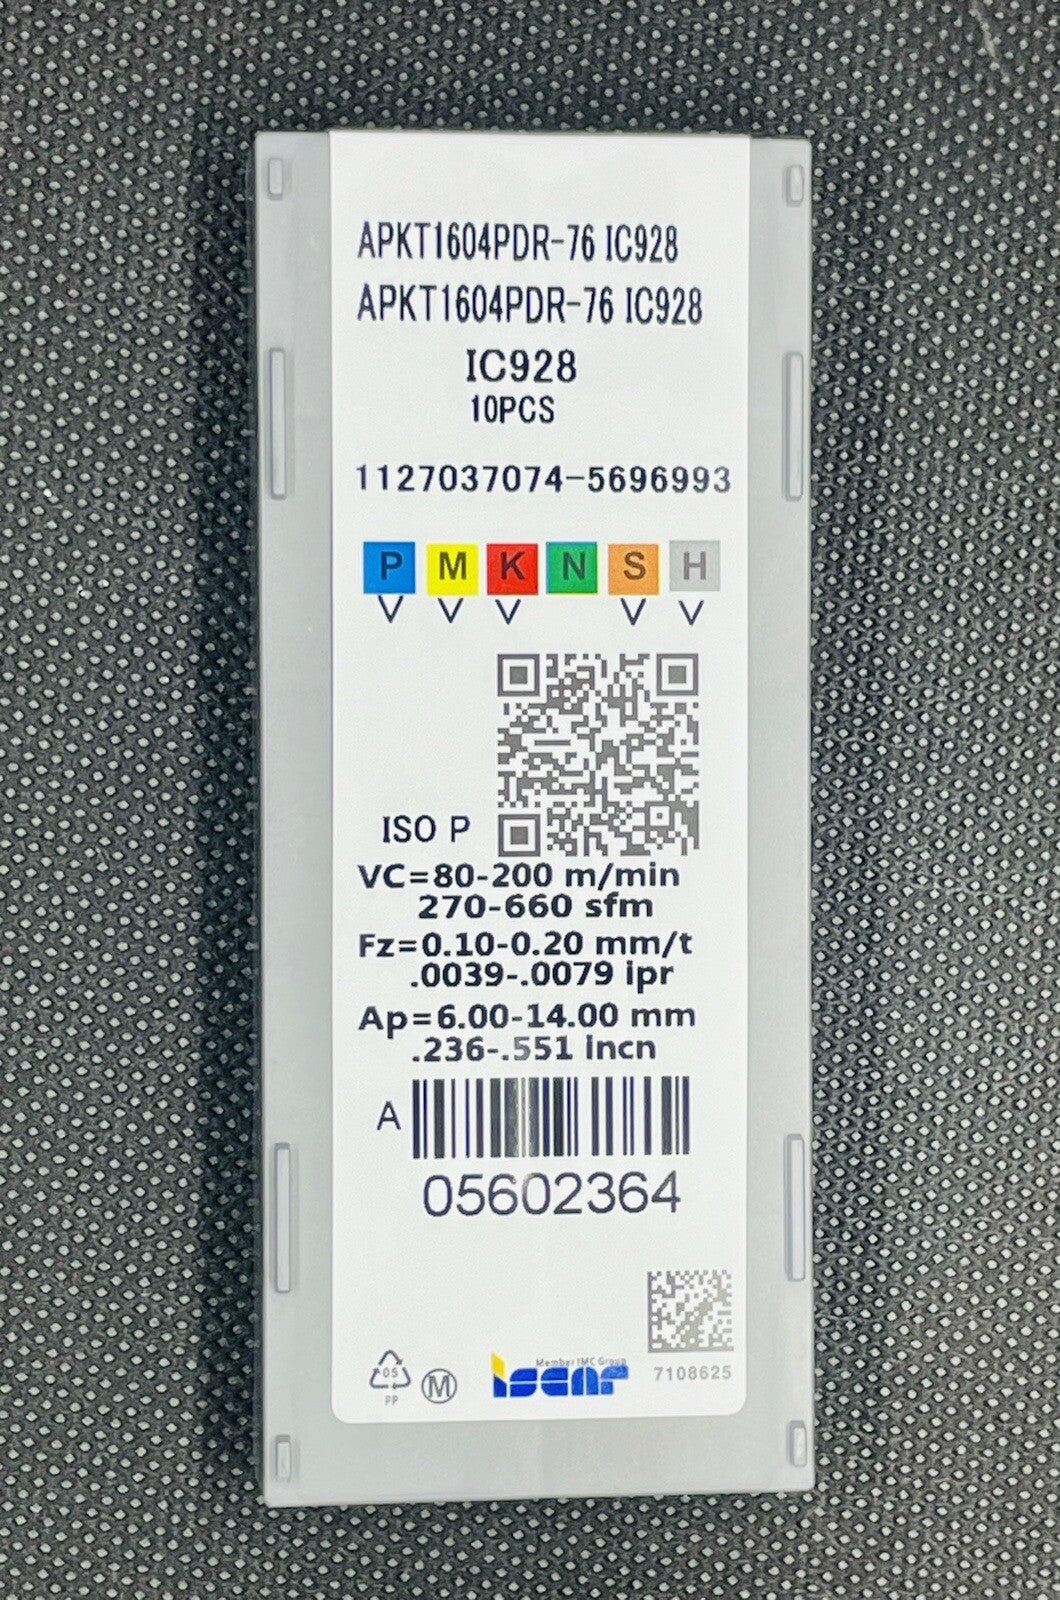 APKT1604PDR-76 IC928
APKT1604PDR-76 IC928
IC928
10PCS
1127037074-5696993
P M K N S H
ISO P
VC=80-200 m/min
270-660 sfm
Fz=0.10-0.20 mm/t
.0039-.0079 ipr
Ap=6.00-14.00 mm
.236-.551 incn
A
05602364
05
PP
M
Member IMC Group
iscar
7108625